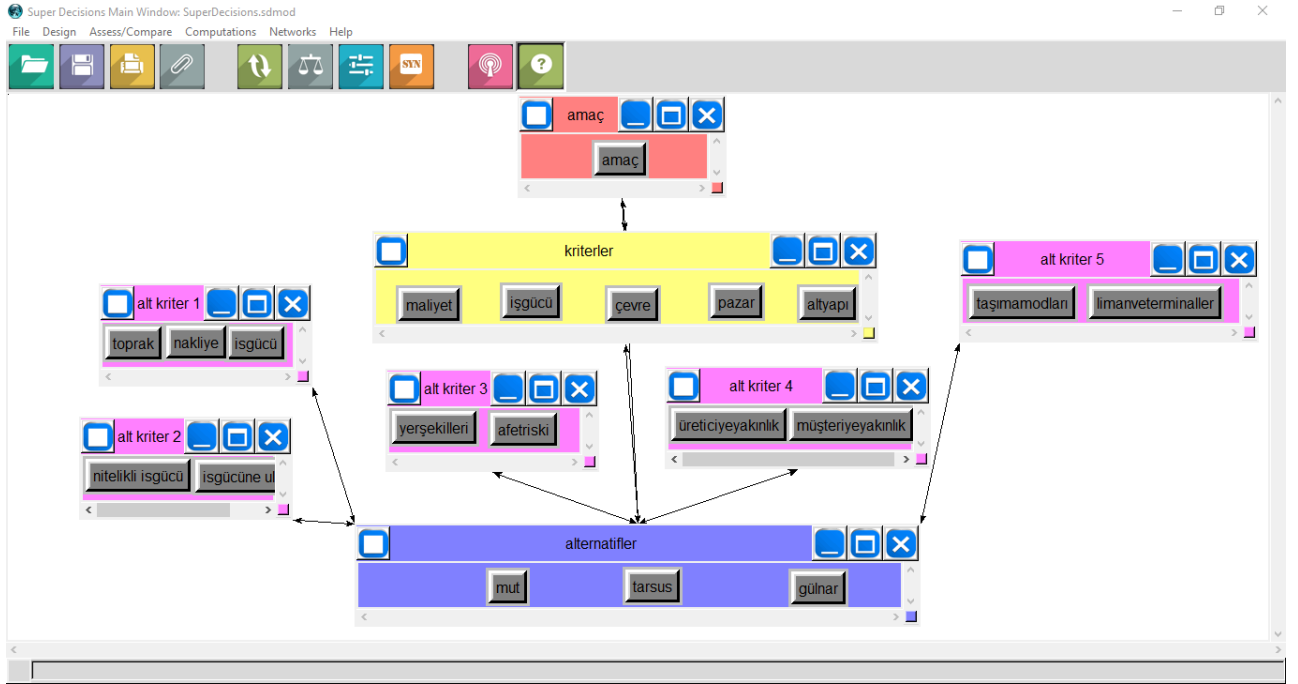 Super Decisions Main Window: SuperDecisions.sdmod
File Design Assess/Compare Computations Networks Help
SYN
?
amaç
amaç
kriterler
maliyet işgücü çevre pazar altyapı
alt kriter 5
taşımamodları limanveterminaller
alt kriter 1
toprak nakliye isgücü
alt kriter 3
yerşekilleri afetriski
alt kriter 4
üreticiyeyakınlık müşteriyeyakınlık
alt kriter 2
nitelikli isgücü isgücüne ul
alternatifler
mut tarsus gülnar